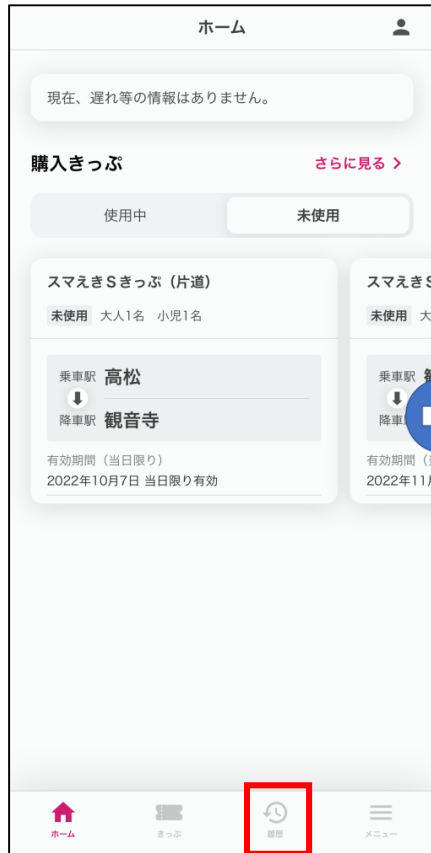 ホーム
現在、遅れ等の情報はありません。
購入きっぷ
さらに見る
使用中
未使用
スマえきSきっぷ（片道）
未使用 大人1名 小児1名
乗車駅 高松
降車駅 観音寺
有効期間（当日限り）
2022年10月7日 当日限り有効
スマえき
未使用
乗車駅
有効期間
2022年11
ホーム
きっぷ
履歴
メニュー